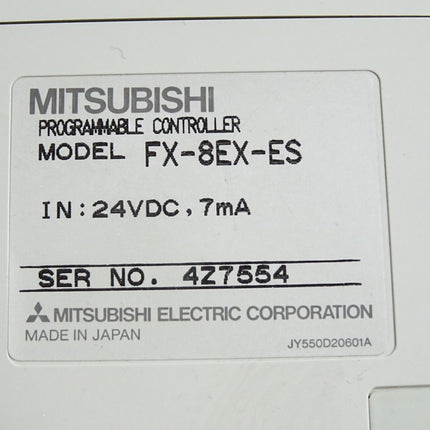 MITSUBISHI
PROGRAMMABLE CONTROLLER
MODEL FX-8EX-ES
IN:24VDC,7mA
SER NO. 4Z7554
MITSUBISHI ELECTRIC CORPORATION
MADE IN JAPAN JY550D20601A